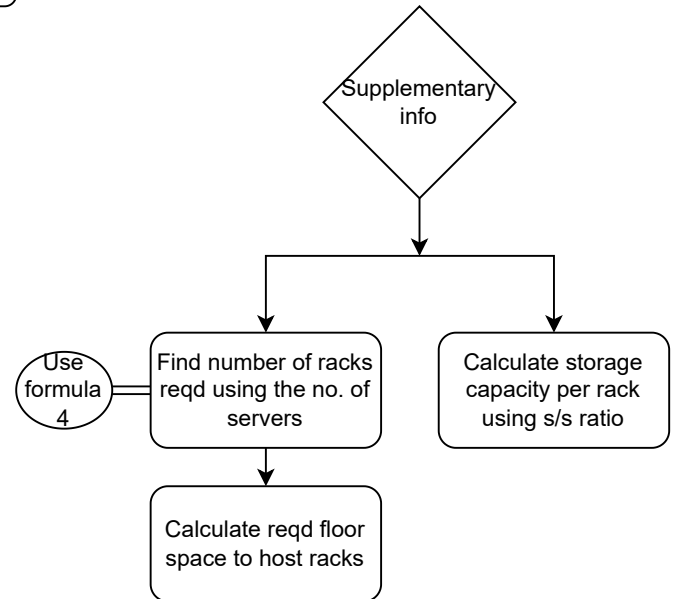 Supplementary
info
Use
formula
4
Find number of racks
reqd using the no. of
servers
Calculate storage
capacity per rack
using s/s ratio
Calculate reqd floor
space to host racks